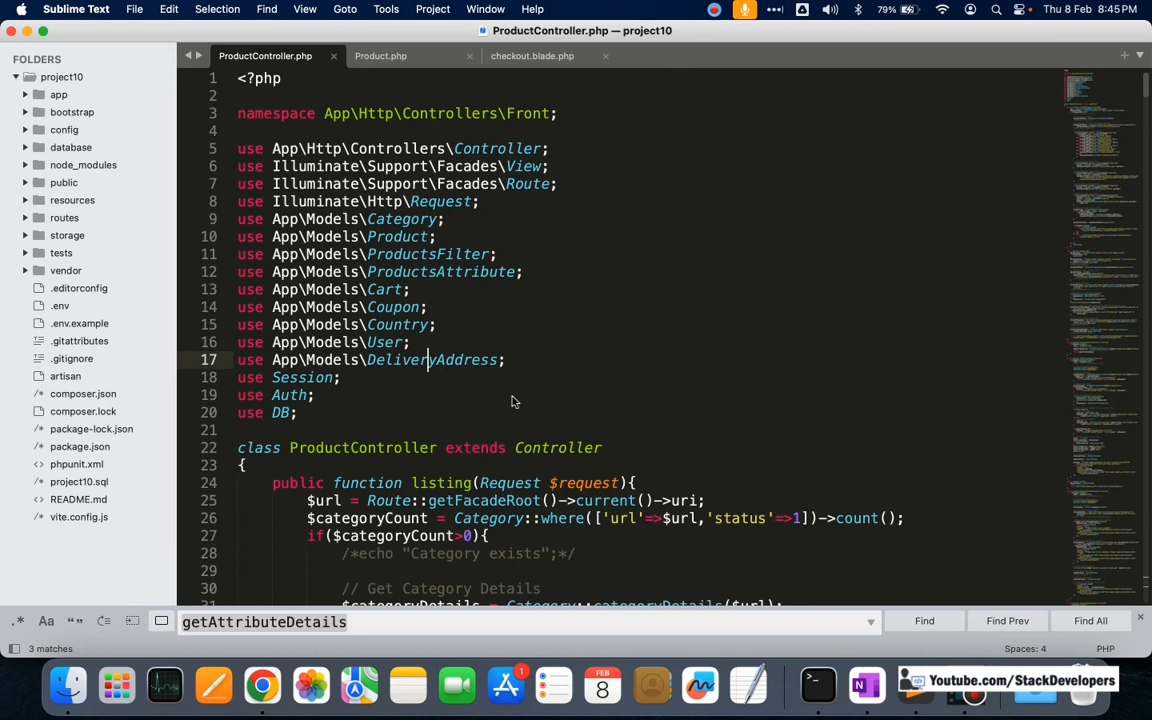 Sublime Text File Edit Selection Find View Goto Tools Project Window Help 79% Thu 8 Feb 8:45 PM
ProductController.php — project10
FOLDERS
project10
app
bootstrap
config
database
node_modules
public
resources
routes
storage
tests
vendor
.editorconfig
.env
.env.example
.gitattributes
.gitignore
artisan
/* composer.json
composer.lock
/* package-lock.json
/* package.json
<> phpunit.xml
/* project10.sql
<> README.md
/* vite.config.js
ProductController.php × Product.php × checkout.blade.php ×
1 <?php
2
3 namespace App\Http\Controllers\Front;
4
5 use App\Http\Controllers\Controller;
6 use Illuminate\Support\Facades\View;
7 use Illuminate\Support\Facades\Route;
8 use Illuminate\Http\Request;
9 use App\Models\Category;
10 use App\Models\Product;
11 use App\Models\ProductsFilter;
12 use App\Models\ProductsAttribute;
13 use App\Models\Cart;
14 use App\Models\Coupon;
15 use App\Models\Country;
16 use App\Models\User;
17 use App\Models\DeliveryAddress;
18 use Session;
19 use Auth;
20 use DB;
21
22 class ProductController extends Controller
23 {
24 public function listing(Request $request){
25 $url = Route::getFacadeRoot()->current()->uri;
26 $categoryCount = Category::where(['url'=>$url,'status'=>1])->count();
27 if($categoryCount>0){
28 /*echo "Category exists";*/
29
30 // Get Category Details
31 $categoryDetails = Category::categoryDetails($url);
.* Aa “” getAttributeDetails Find Find Prev Find All ×
3 matches Spaces: 4 PHP
1
FEB
8
>_
N
Youtube.com/StackDevelopers